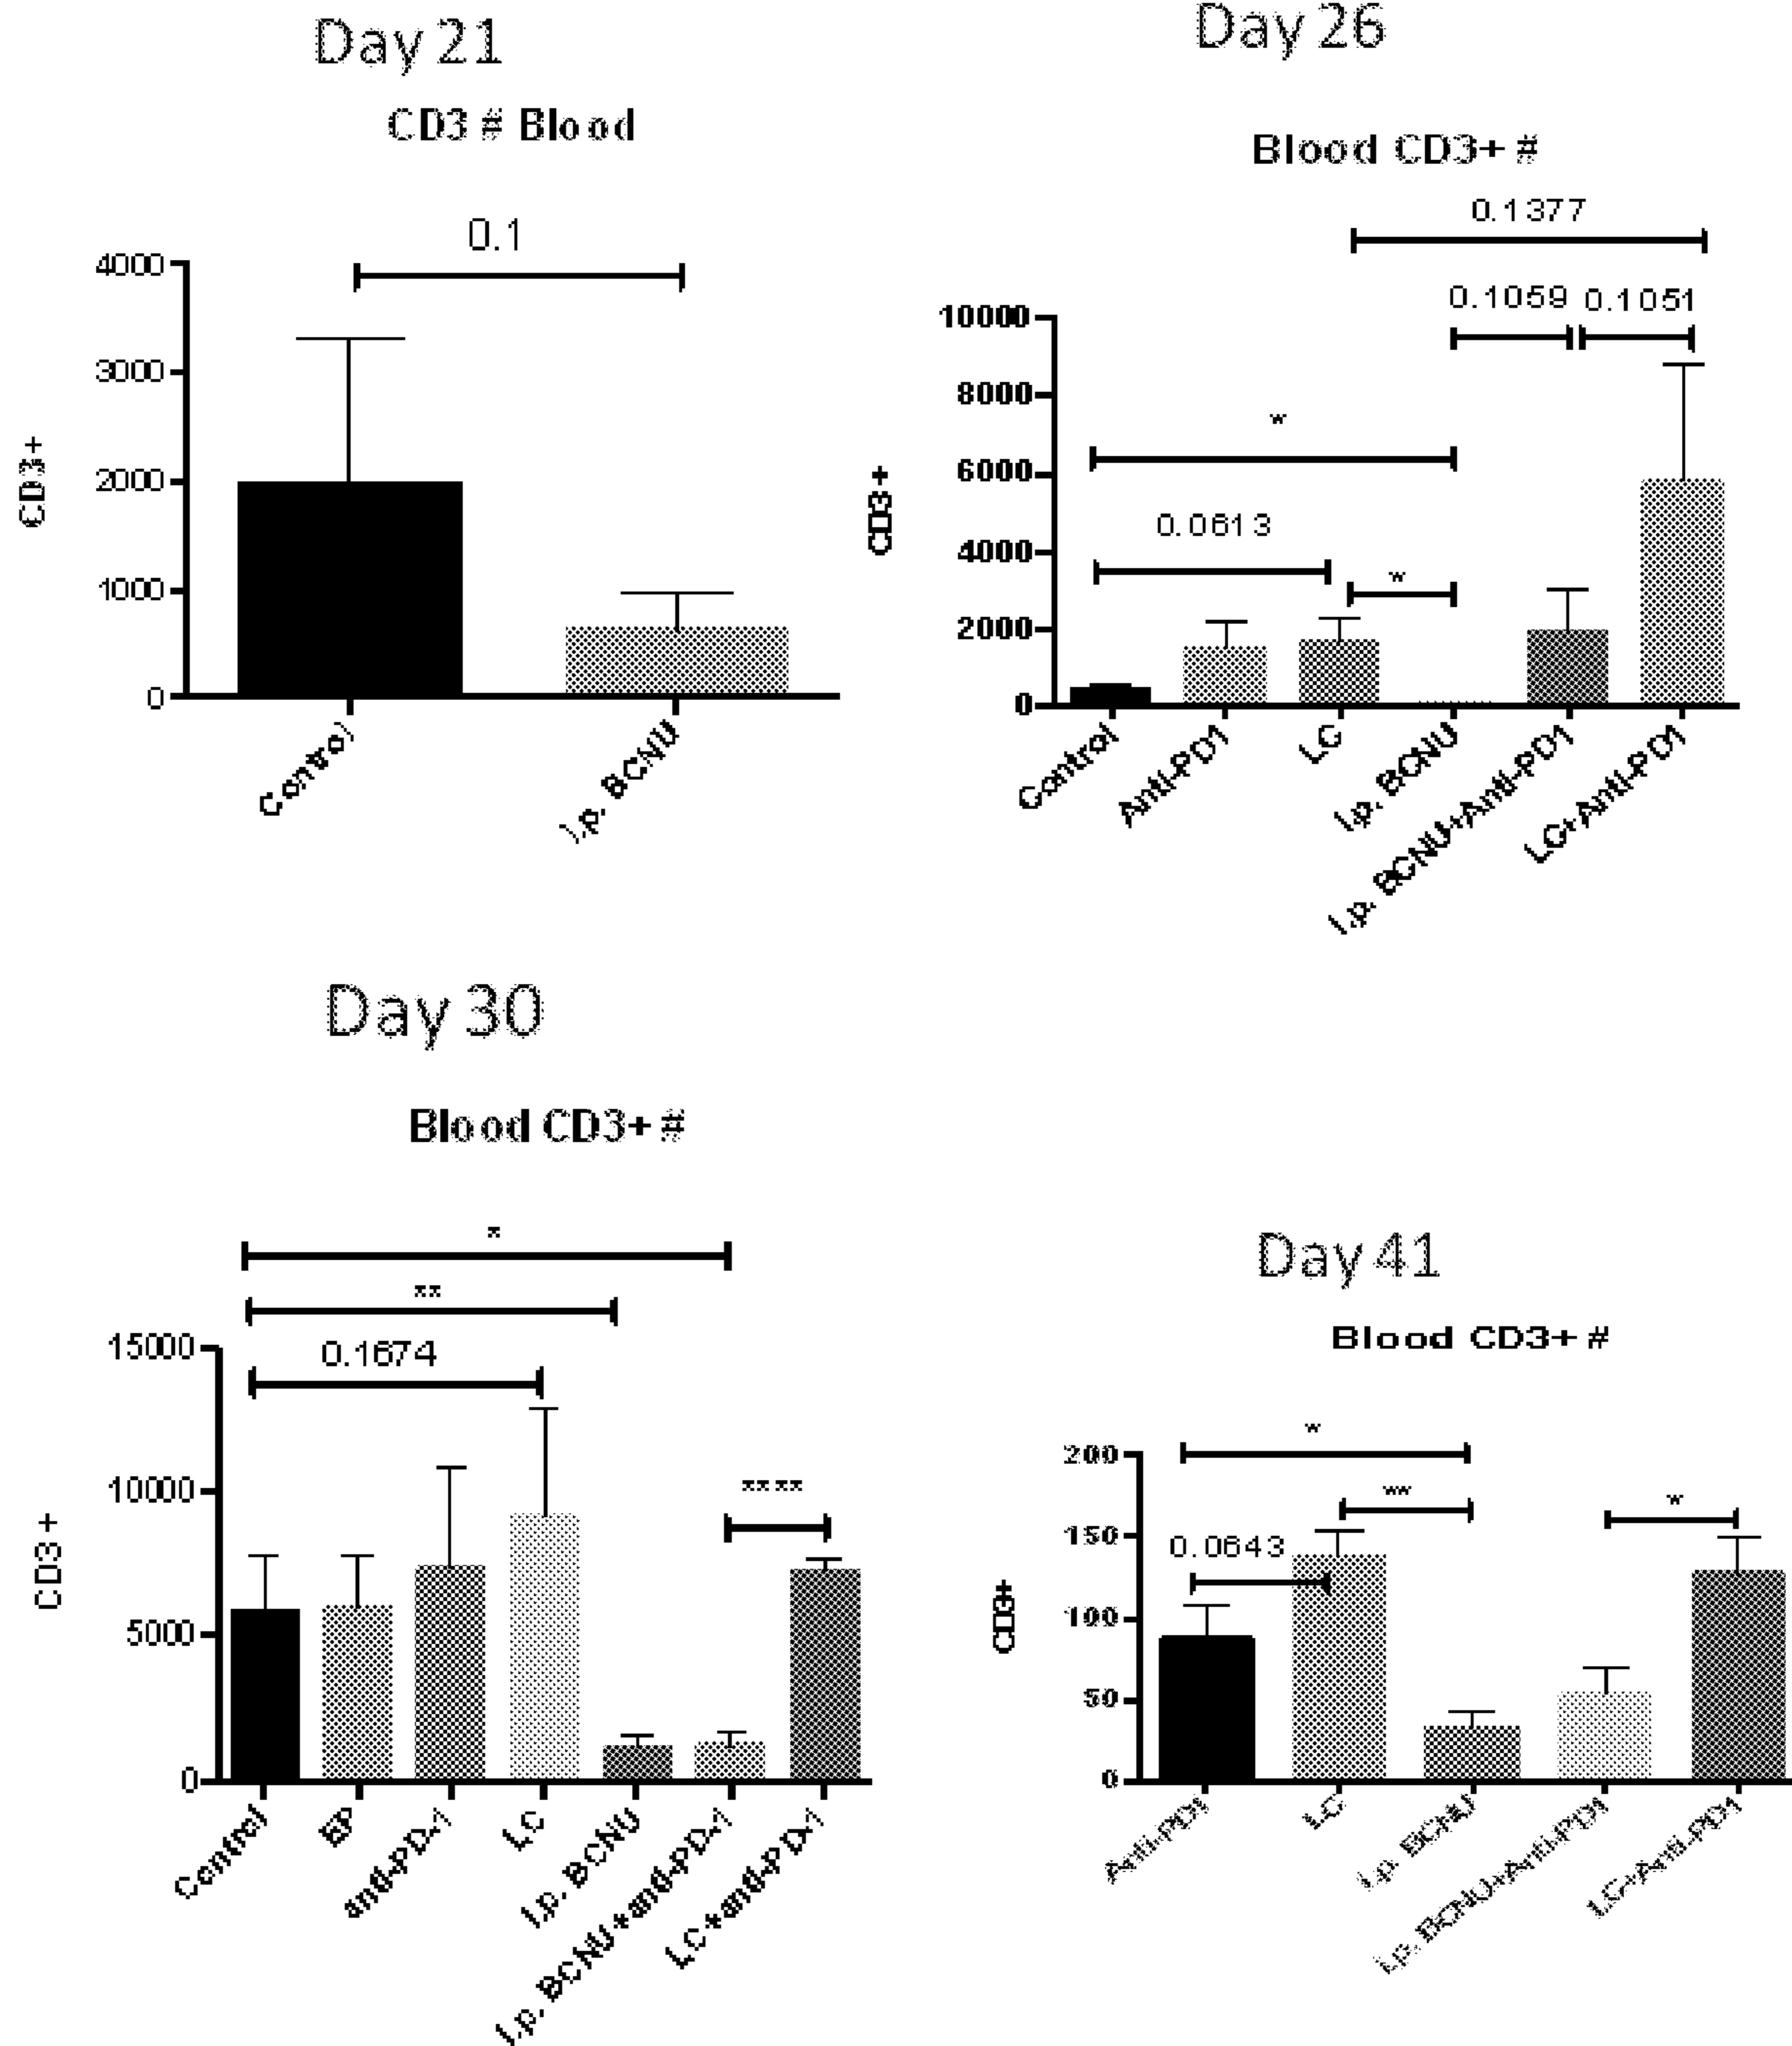 Day 21
CD3 # Blood
0.1
4000
3000
2000
1000
0
CD3+
Control
I.p. BCNU
Day 26
Blood CD3+ #
0.1377
0.1059 0.1051
*
0.0613
*
10000
8000
6000
4000
2000
0
CD3+
Control
Anti-PD1
LC
I.p. BCNU
I.p. BCNU+Anti-PD1
LC+Anti-PD1
Day 30
Blood CD3+ #
*
**
0.1674
****
15000
10000
5000
0
CD3+
Control
EP
anti-PD-1
LC
I.p. BCNU
I.p. BCNU+anti-PD-1
LC+anti-PD-1
Day 41
Blood CD3+ #
*
**
*
0.0643
200
150
100
50
0
CD3+
Anti-PD1
LC
I.p. BCNU
I.p. BCNU+Anti-PD1
LC+Anti-PD1